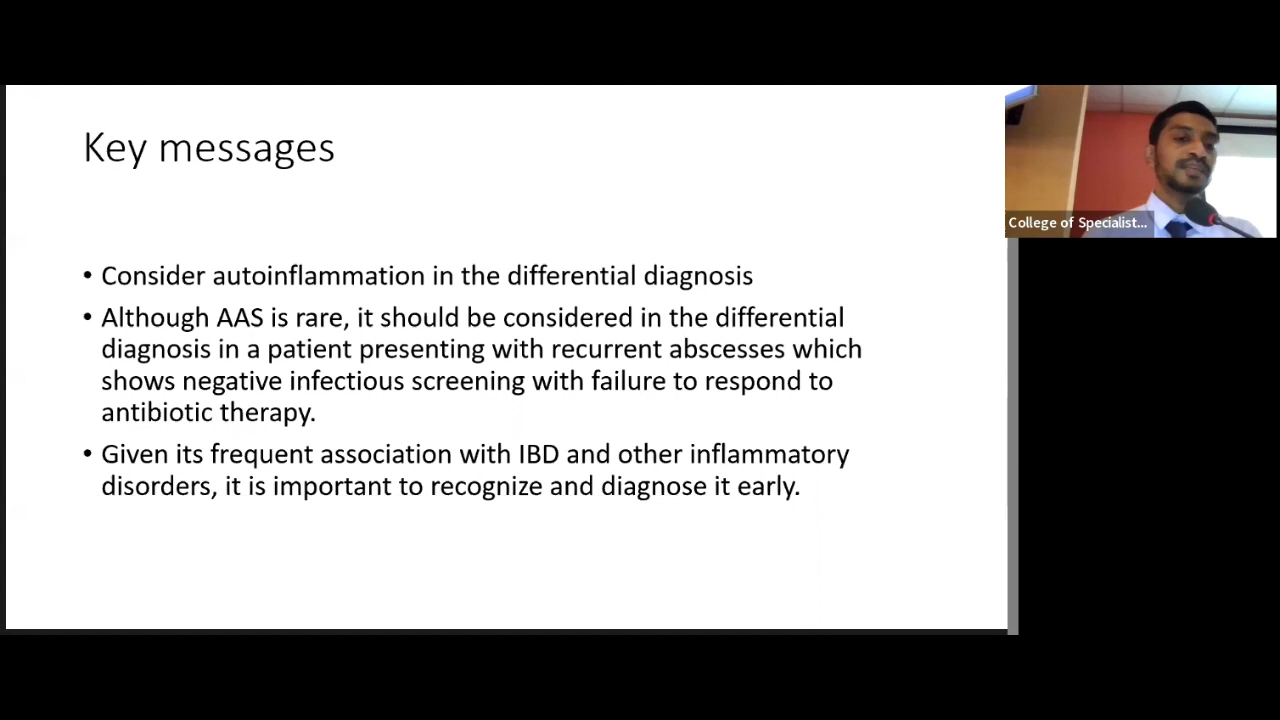 Key messages
• Consider autoinflammation in the differential diagnosis
• Although AAS is rare, it should be considered in the differential
diagnosis in a patient presenting with recurrent abscesses which
shows negative infectious screening with failure to respond to
antibiotic therapy.
• Given its frequent association with IBD and other inflammatory
disorders, it is important to recognize and diagnose it early.
College of Specialist...